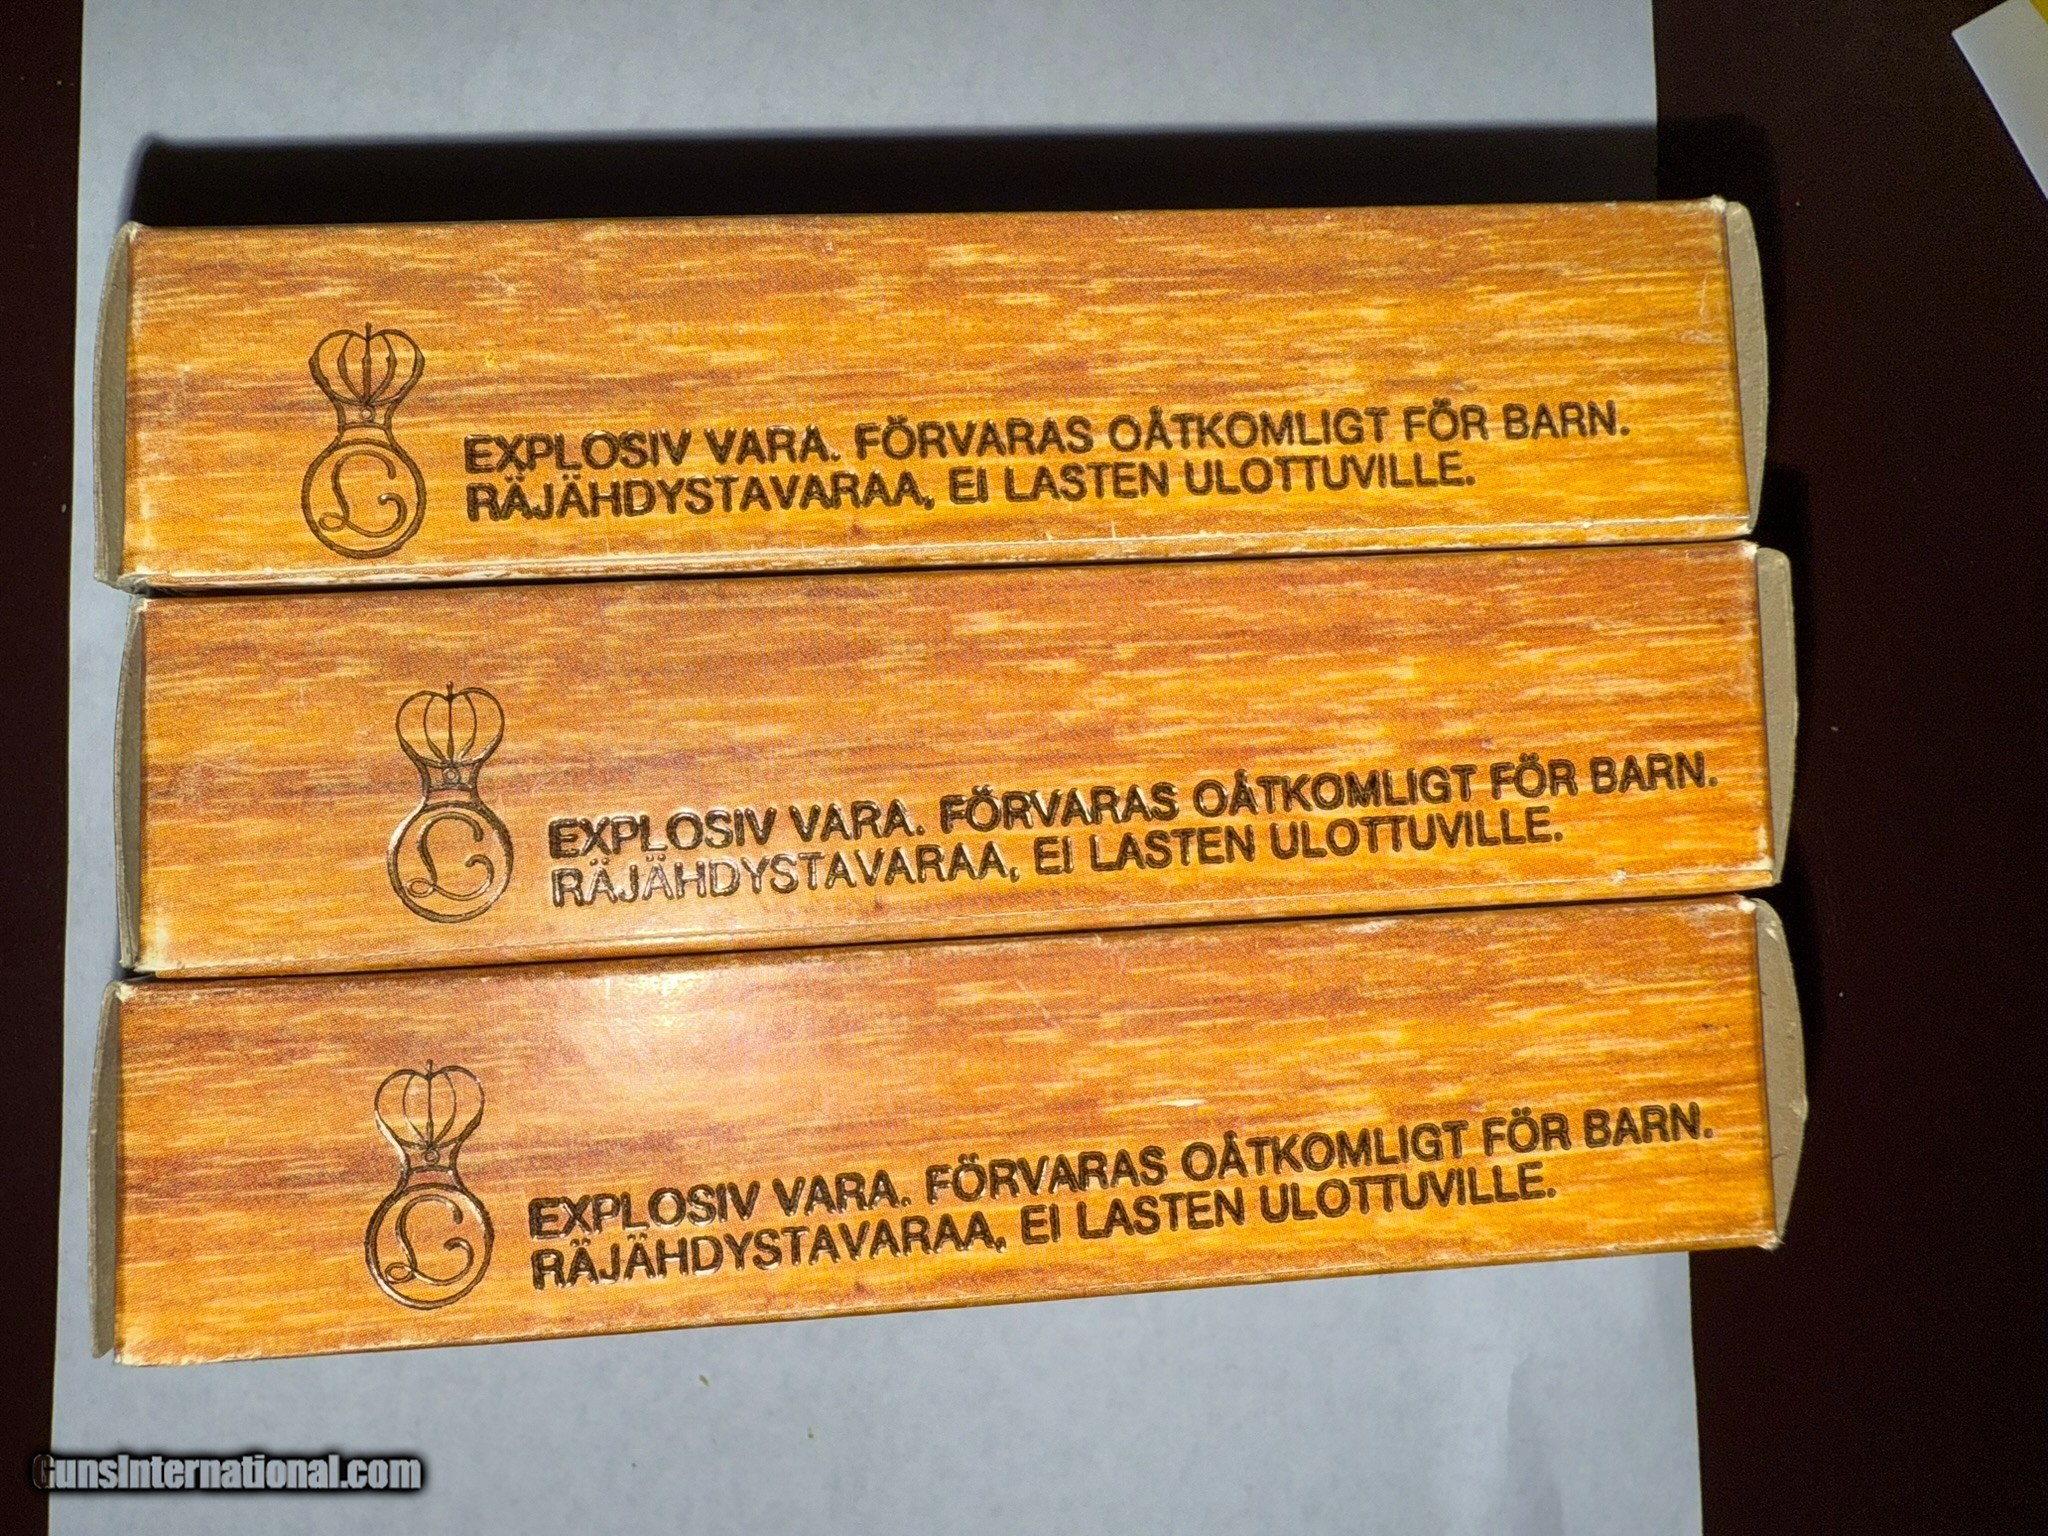 EXPLOSIV VARA. FÖRVARAS OÅTKOMLIGT FÖR BARN.
RÄJÄHDYSTAVARAA, EI LASTEN ULOTTUVILLE.
EXPLOSIV VARA. FÖRVARAS OÅTKOMLIGT FÖR BARN.
RÄJÄHDYSTAVARAA, EI LASTEN ULOTTUVILLE.
EXPLOSIV VARA. FÖRVARAS OÅTKOMLIGT FÖR BARN.
RÄJÄHDYSTAVARAA, EI LASTEN ULOTTUVILLE.
GunsInternational.com